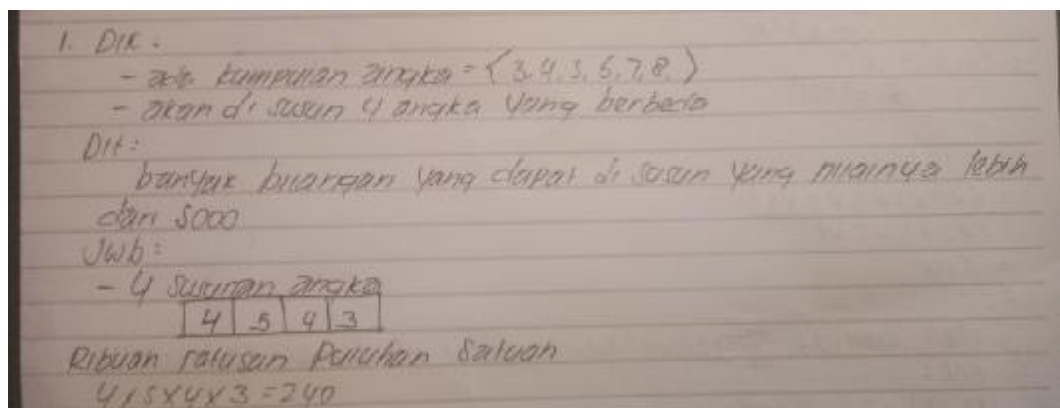 1. Dik :
- ada kumpulan angka = { 3, 4, 5, 6, 7, 8. }
- akan di susun 4 angka yang berbeda
Dit :
banyak bilangan yang dapat di susun yang nilainya lebih
dari 5000
Jwb :
- 4 susunan angka
4 5 4 3
Ribuan ratusan Puluhan Satuan
4 x 5 x 4 x 3 = 240